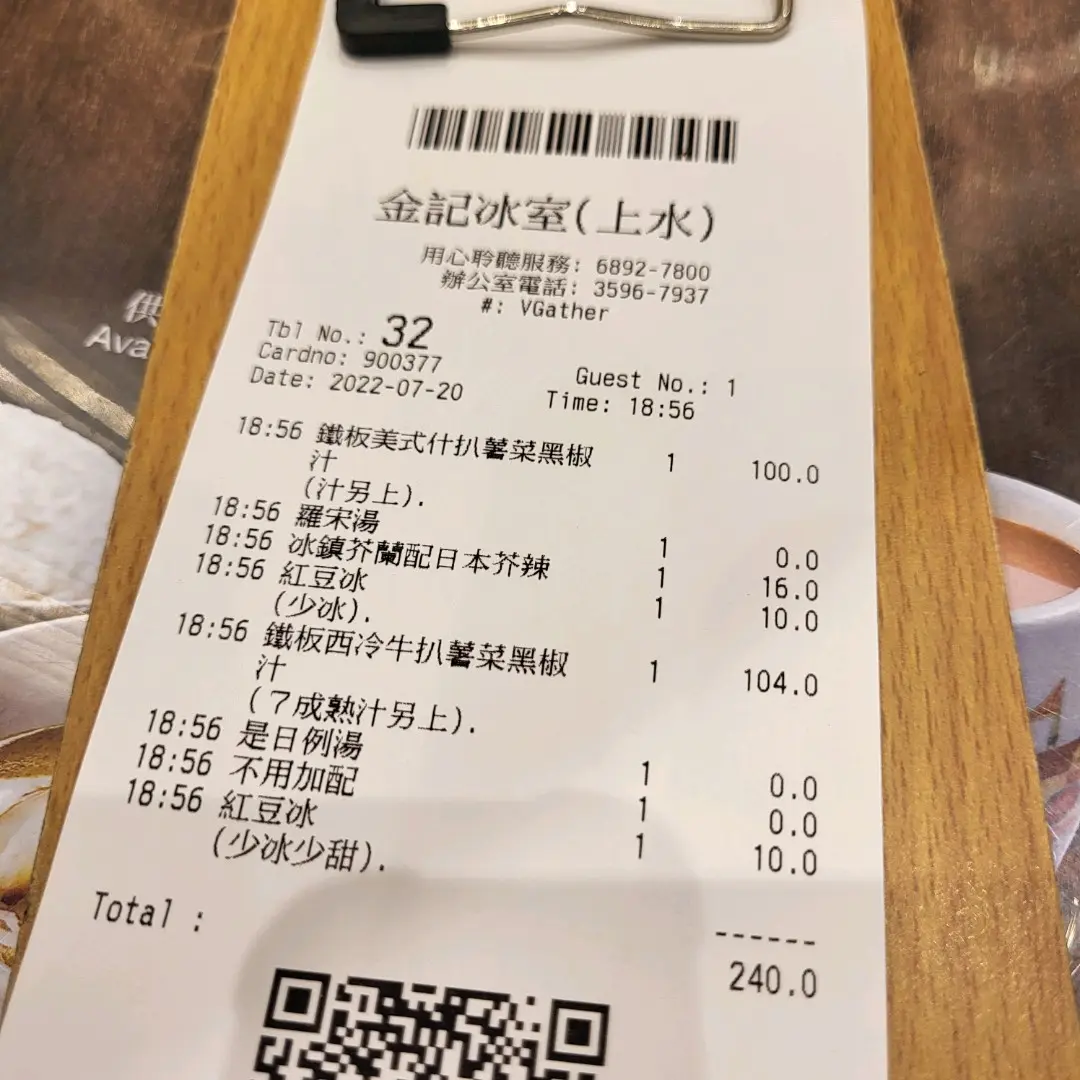 金記冰室(上水)
用心聆聽服務: 6892-7800
辦公室電話: 3596-7937
#: VGather
Tbl No.: 32
Cardno: 900377 Guest No.: 1
Date: 2022-07-20 Time: 18:56
18:56 鐵板美式什扒薯菜黑椒 1 100.0
汁
(汁另上).
18:56 羅宋湯 1 0.0
18:56 冰鎮芥蘭配日本芥辣 1 16.0
18:56 紅豆冰 1 10.0
(少冰).
18:56 鐵板西冷牛扒薯菜黑椒 1 104.0
汁
(7成熟汁另上).
18:56 是日例湯 1 0.0
18:56 不用加配 1 0.0
18:56 紅豆冰 1 10.0
(少冰少甜).
Total :
------
240.0
供
Ava